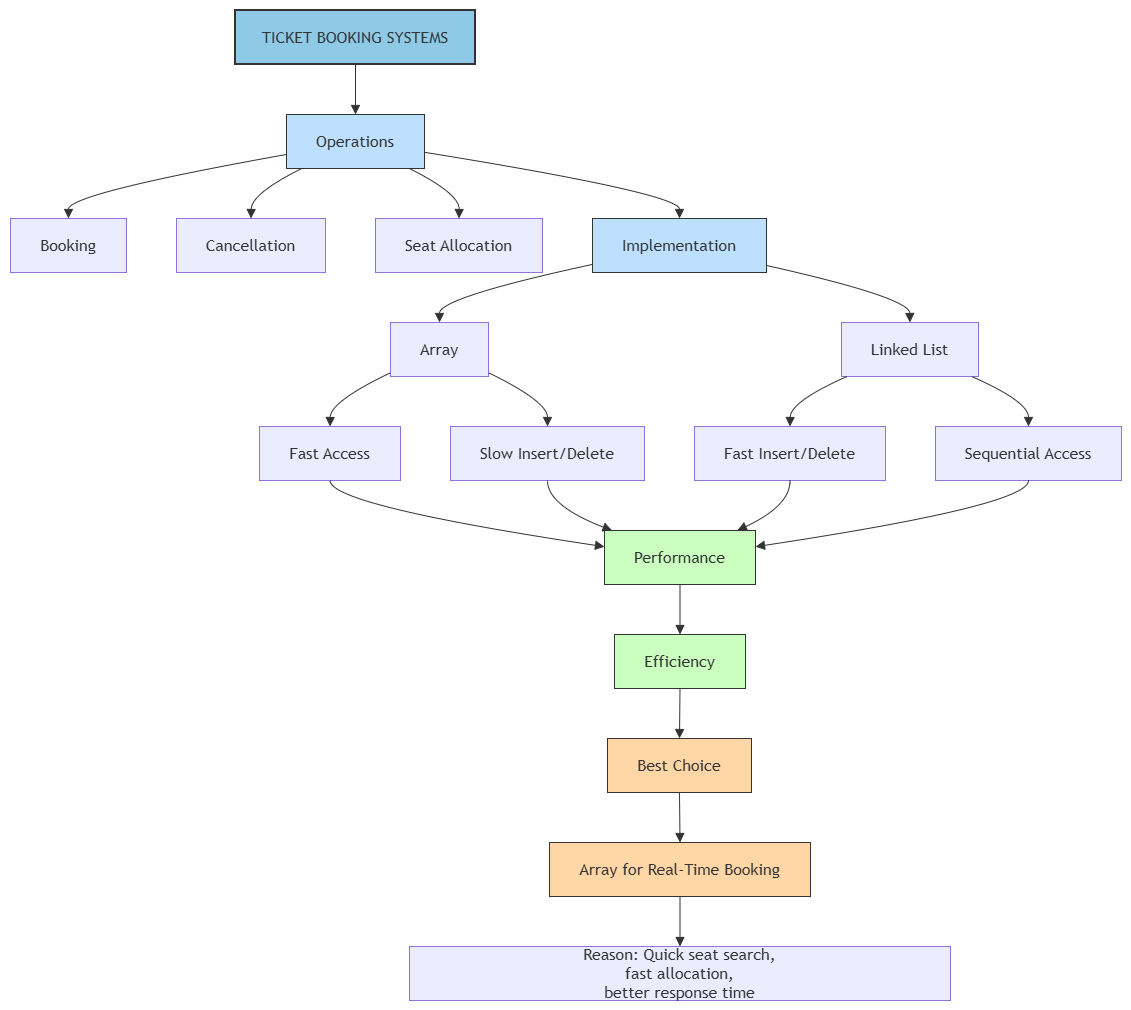 TICKET BOOKING SYSTEMS
Operations
Booking
Cancellation
Seat Allocation
Implementation
Array
Linked List
Fast Access
Slow Insert/Delete
Fast Insert/Delete
Sequential Access
Performance
Efficiency
Best Choice
Array for Real-Time Booking
Reason: Quick seat search,
fast allocation,
better response time